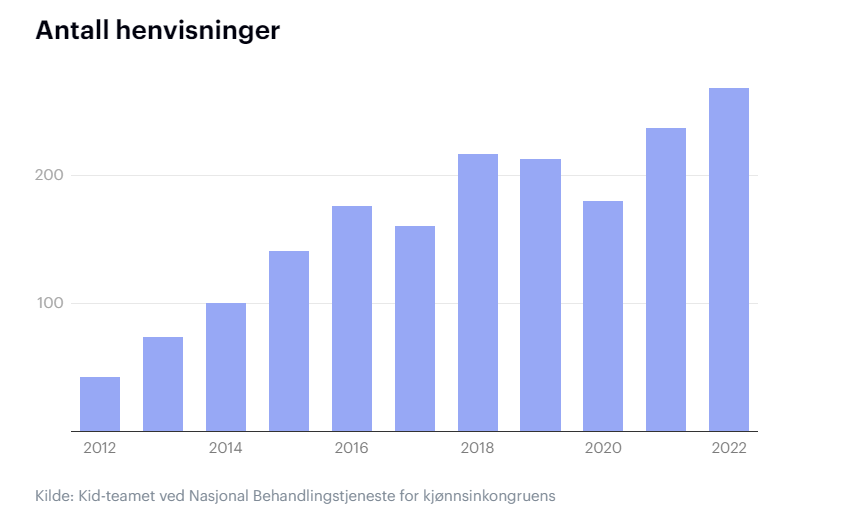 Antall henvisninger
200
100
2012 2014 2016 2018 2020 2022
Kilde: Kid-teamet ved Nasjonal Behandlingstjeneste for kjønnsinkongruens